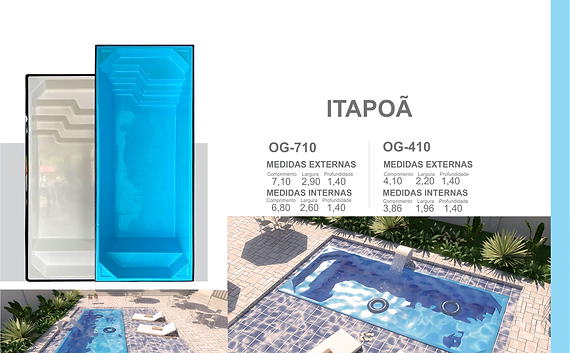 ITAPOÃ
OG-710
MEDIDAS EXTERNAS
Comprimento Largura Profundidade
7,10 2,90 1,40
MEDIDAS INTERNAS
Comprimento Largura Profundidade
6,80 2,60 1,40
OG-410
MEDIDAS EXTERNAS
Comprimento Largura Profundidade
4,10 2,20 1,40
MEDIDAS INTERNAS
Comprimento Largura Profundidade
3,86 1,96 1,40